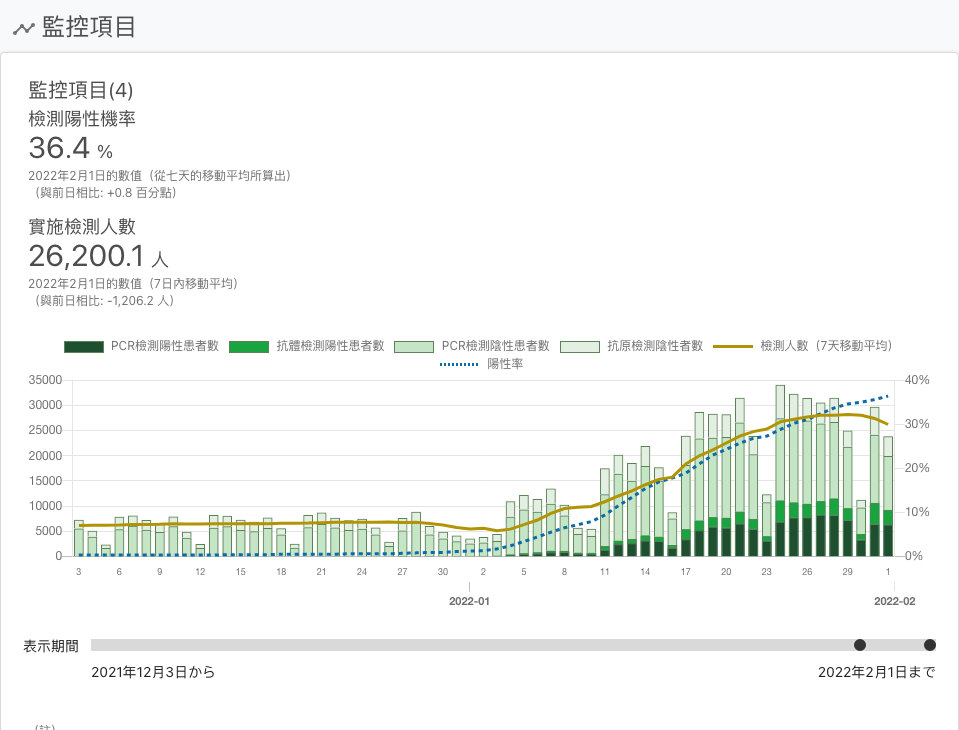 監控項目
監控項目(4)
檢測陽性機率
36.4 %
2022年2月1日的數值（從七天的移動平均所算出）
（與前日相比: +0.8 百分點）
實施檢測人數
26,200.1 人
2022年2月1日的數值（7日內移動平均）
（與前日相比: -1,206.2 人）
PCR檢測陽性患者數 抗體檢測陽性患者數 PCR檢測陰性患者數 抗原檢測陰性者數 檢測人數（7天移動平均）
陽性率
35000 40%
30000
25000 30%
20000 20%
15000
10000 10%
5000
0 0%
3 6 9 12 15 18 21 24 27 30 2 5 8 11 14 17 20 23 26 29 1
2022-01 2022-02
表示期間
2021年12月3日から 2022年2月1日まで